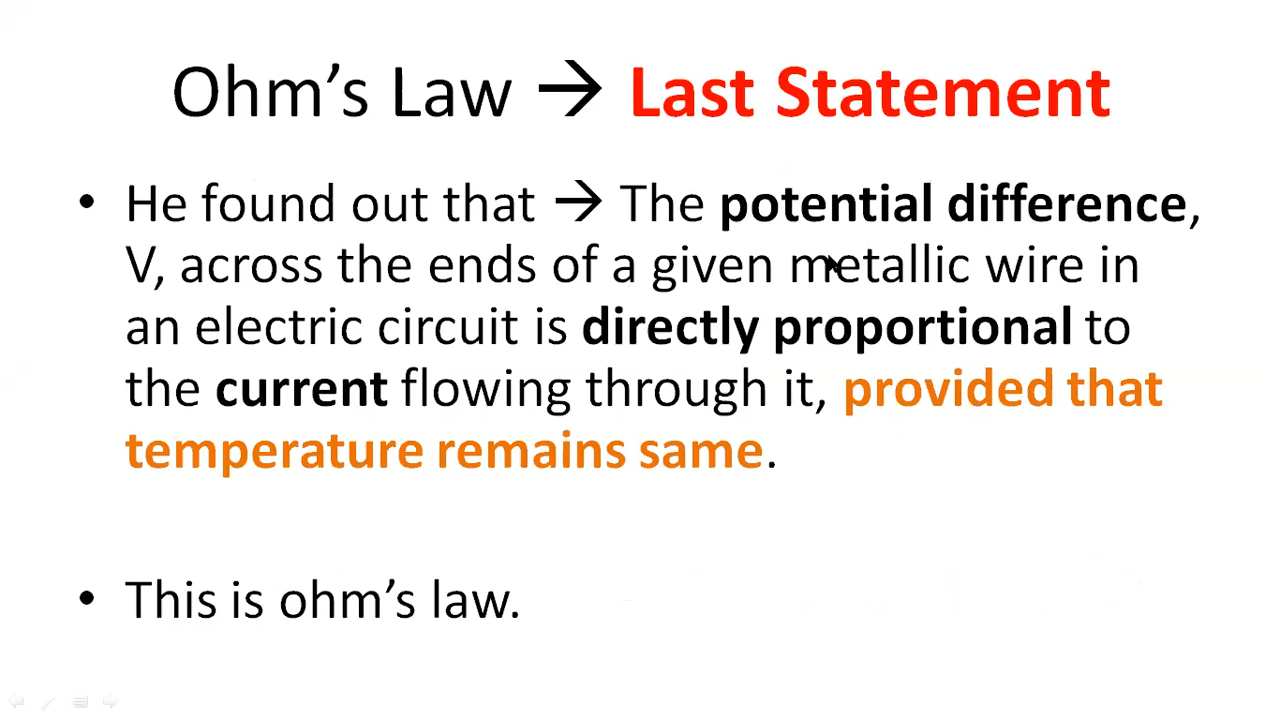 Ohm’s Law → Last Statement
• He found out that → The potential difference,
V, across the ends of a given metallic wire in
an electric circuit is directly proportional to
the current flowing through it, provided that
temperature remains same.
• This is ohm’s law.